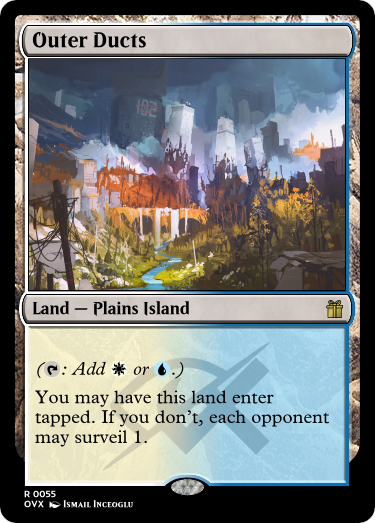 Outer Ducts
102
Land — Plains Island
(: Add or .)
You may have this land enter
tapped. If you don't, each opponent
may surveil 1.
R 0055
OVX Ismail Inceoglu